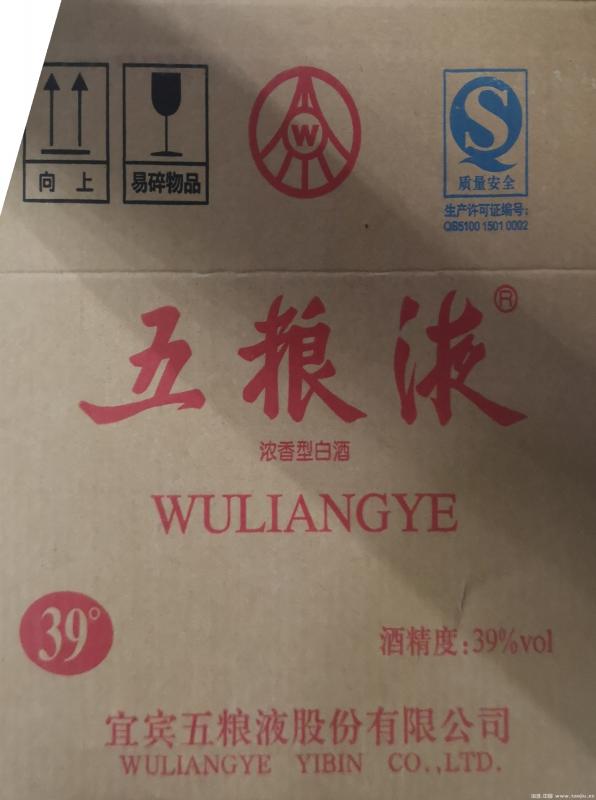 向 上
易碎物品
W
S
质量安全
生产许可证编号:
QS5100 1501 0002
五粮液®
浓香型白酒
WULIANGYE
39°
酒精度:39%vol
宜宾五粮液股份有限公司
WULIANGYE YIBIN CO.,LTD.